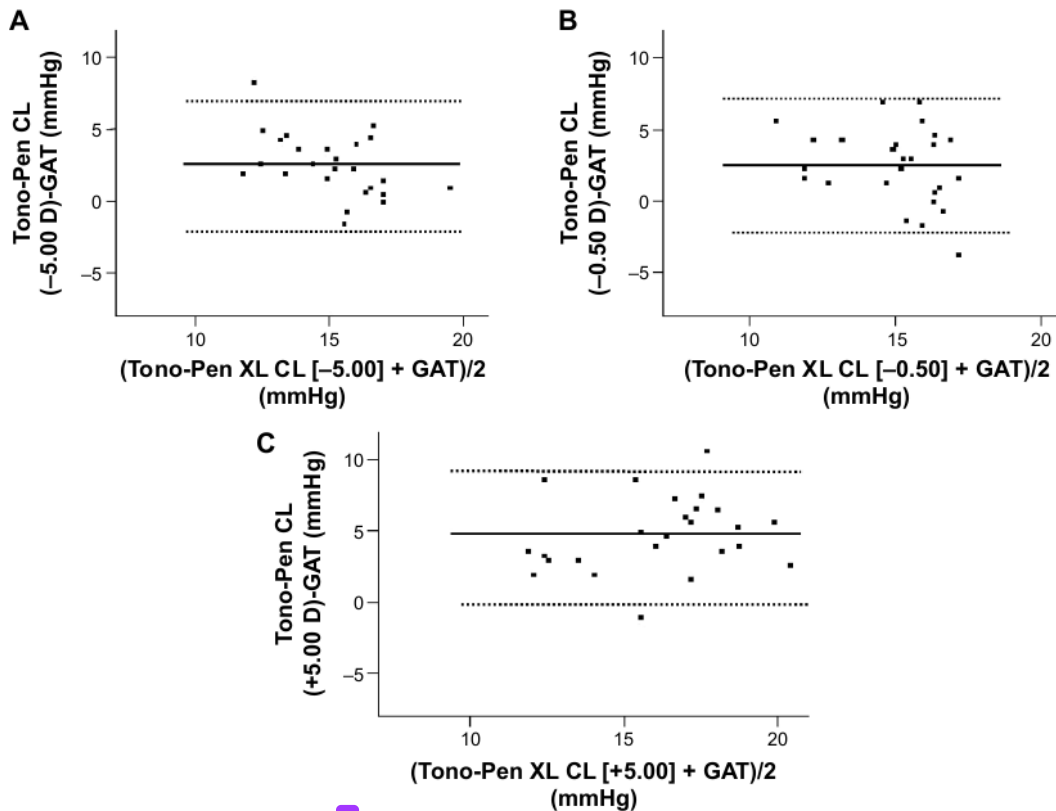 A
Tono-Pen CL
(–5.00 D)-GAT (mmHg)
10
5
0
–5
10
15
20
(Tono-Pen XL CL [–5.00] + GAT)/2
(mmHg)
B
Tono-Pen CL
(–0.50 D)-GAT (mmHg)
10
5
0
–5
10
15
20
(Tono-Pen XL CL [–0.50] + GAT)/2
(mmHg)
C
Tono-Pen CL
(+5.00 D)-GAT (mmHg)
10
5
0
–5
10
15
20
(Tono-Pen XL CL [+5.00] + GAT)/2
(mmHg)